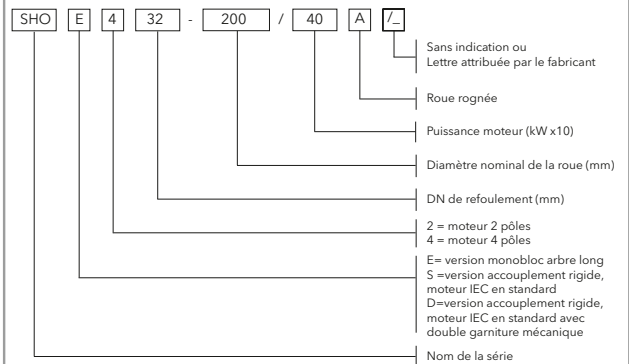 SHO E 4 32 - 200 / 40 A /_
Sans indication ou
Lettre attribuée par le fabricant
Roue rognée
Puissance moteur (kW x10)
Diamètre nominal de la roue (mm)
DN de refoulement (mm)
2 = moteur 2 pôles
4 = moteur 4 pôles
E= version monobloc arbre long
S =version accouplement rigide,
moteur IEC en standard
D=version accouplement rigide,
moteur IEC en standard avec
double garniture mécanique
Nom de la série